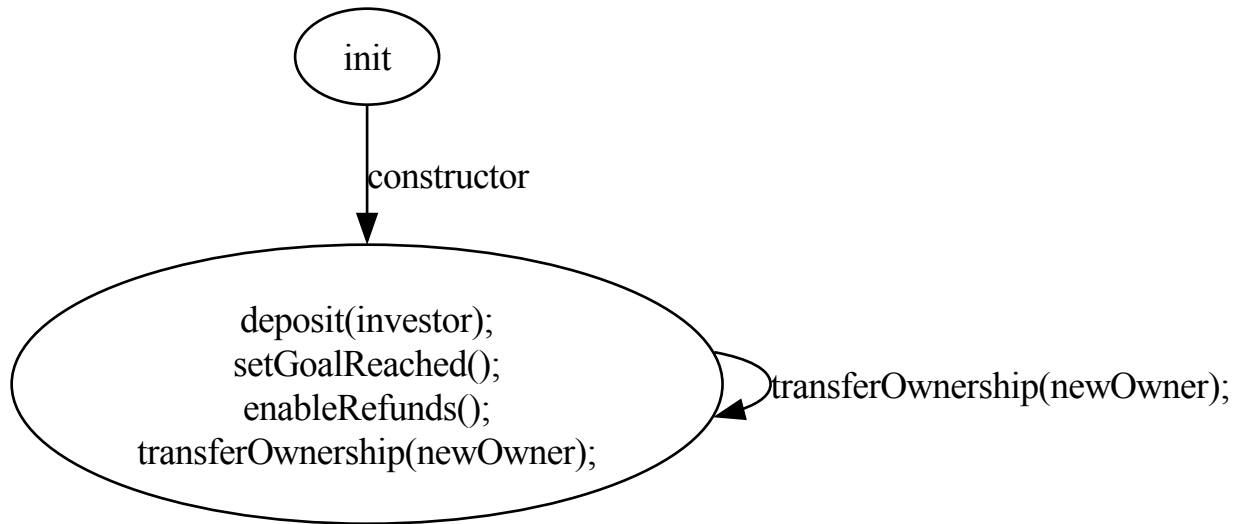 init
constructor
deposit(investor);
setGoalReached();
enableRefunds();
transferOwnership(newOwner);
transferOwnership(newOwner);